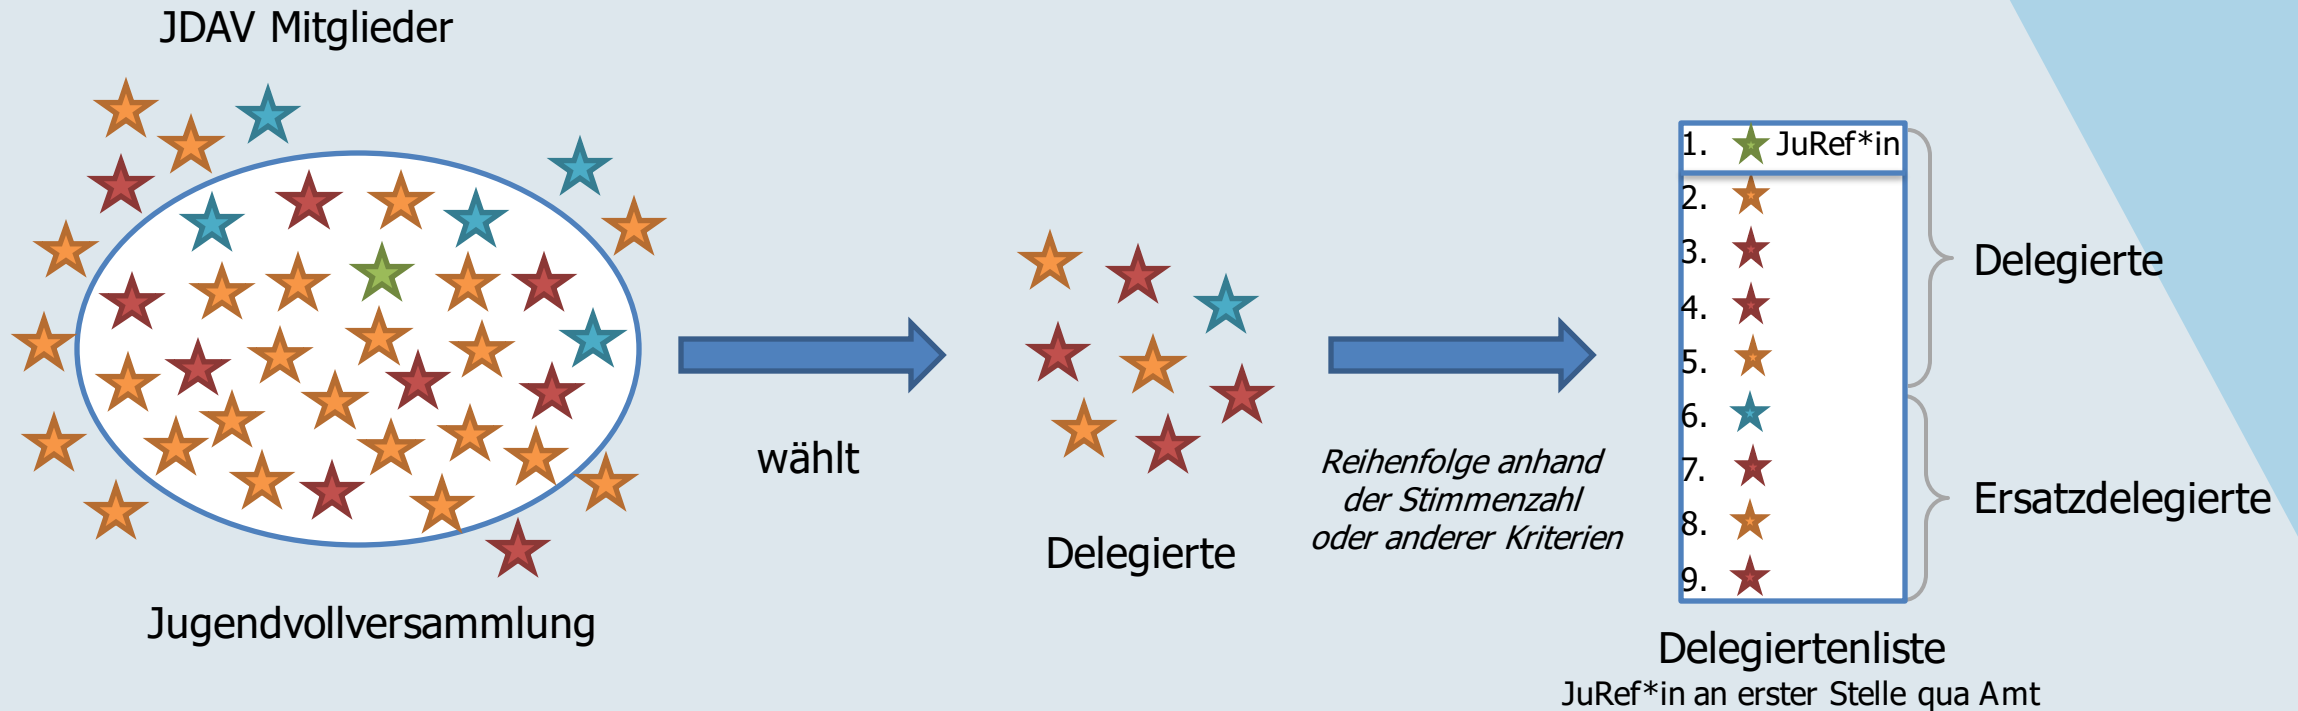 JDAV Mitglieder
Jugendvollversammlung
wählt
Delegierte
Reihenfolge anhand
der Stimmenzahl
oder anderer Kriterien
1. JuRef*in
2.
3.
4.
5.
6.
7.
8.
9.
Delegierte
Ersatzdelegierte
Delegiertenliste
JuRef*in an erster Stelle qua Amt